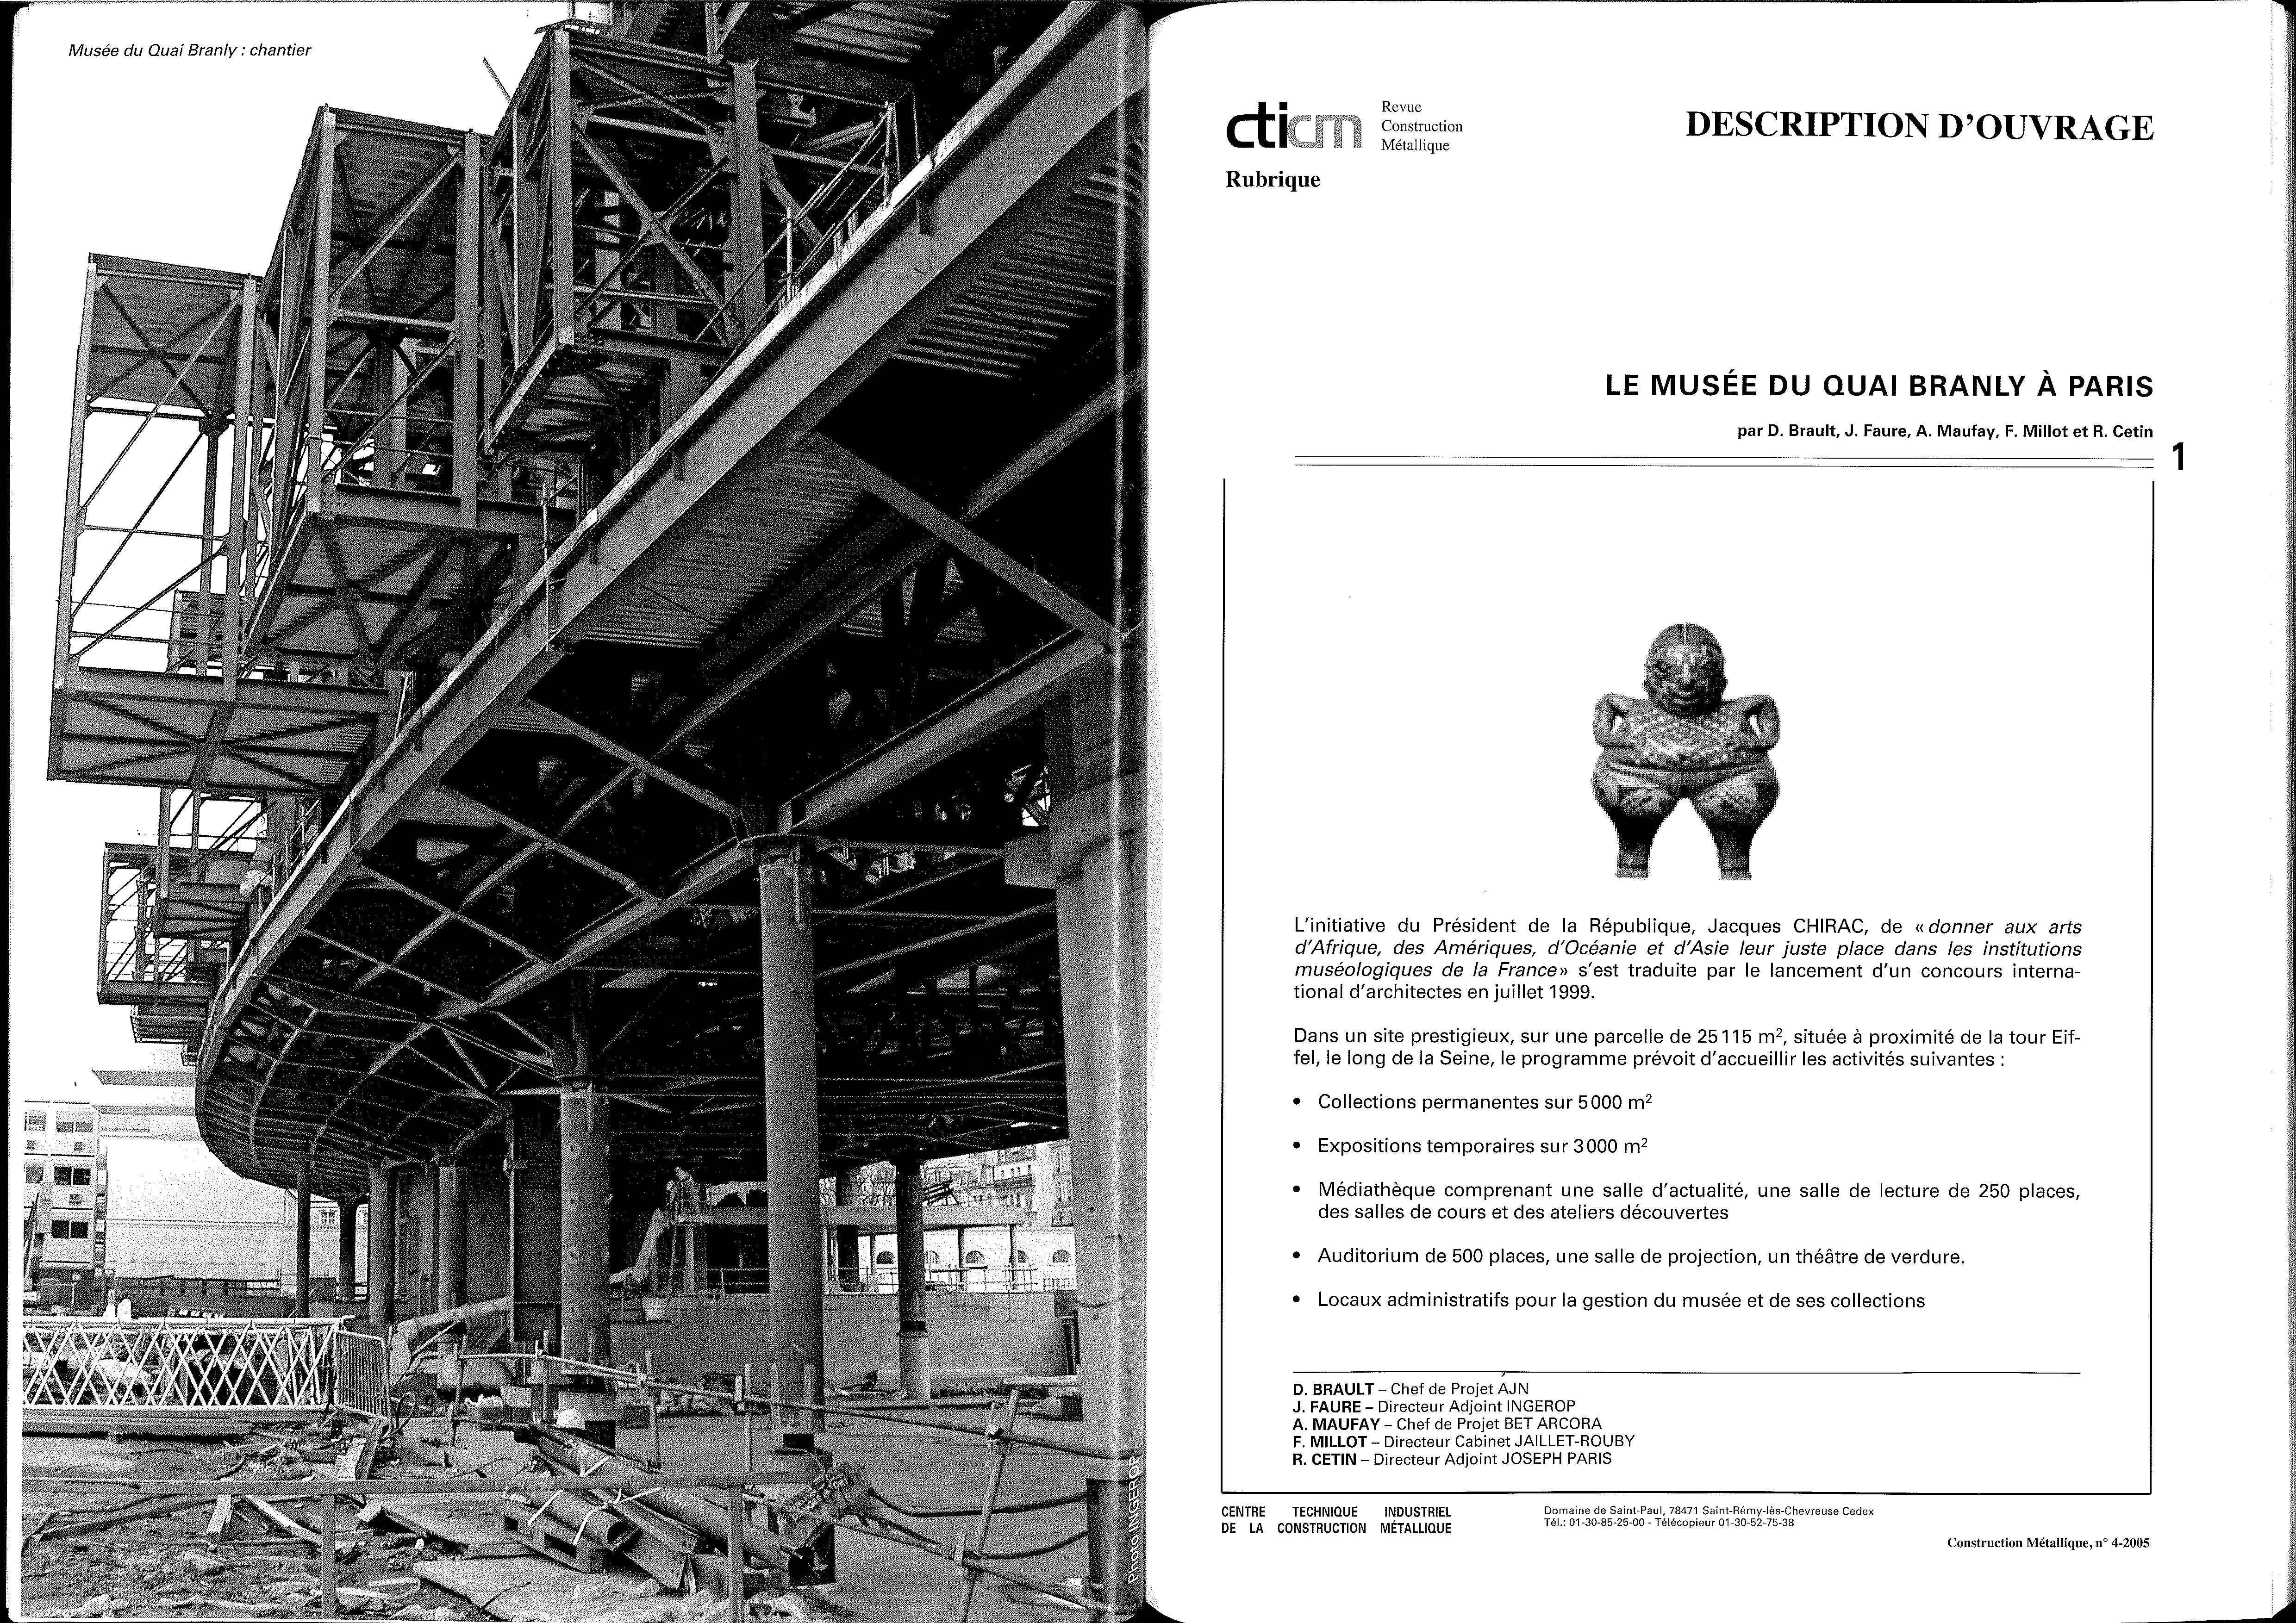 Musée du Quai Branly : chantier
Photo INGEROP
cticm
Revue
Construction
Métallique
Rubrique
DESCRIPTION D'OUVRAGE
LE MUSÉE DU QUAI BRANLY À PARIS
par D. Brault, J. Faure, A. Maufay, F. Millot et R. Cetin
1
L'initiative du Président de la République, Jacques CHIRAC, de « donner aux arts
d'Afrique, des Amériques, d'Océanie et d'Asie leur juste place dans les institutions
muséologiques de la France » s'est traduite par le lancement d'un concours interna-
tional d'architectes en juillet 1999.
Dans un site prestigieux, sur une parcelle de 25 115 m², située à proximité de la tour Eif-
fel, le long de la Seine, le programme prévoit d'accueillir les activités suivantes :
• Collections permanentes sur 5 000 m²
• Expositions temporaires sur 3 000 m²
• Médiathèque comprenant une salle d'actualité, une salle de lecture de 250 places,
des salles de cours et des ateliers découvertes
• Auditorium de 500 places, une salle de projection, un théâtre de verdure.
• Locaux administratifs pour la gestion du musée et de ses collections
D. BRAULT – Chef de Projet AJN
J. FAURE – Directeur Adjoint INGEROP
A. MAUFAY – Chef de Projet BET ARCORA
F. MILLOT – Directeur Cabinet JAILLET-ROUBY
R. CETIN – Directeur Adjoint JOSEPH PARIS
CENTRE TECHNIQUE INDUSTRIEL
DE LA CONSTRUCTION MÉTALLIQUE
Domaine de Saint-Paul, 78471 Saint-Rémy-lès-Chevreuse Cedex
Tél.: 01-30-85-25-00 - Télécopieur 01-30-52-75-38
Construction Métallique, n° 4-2005